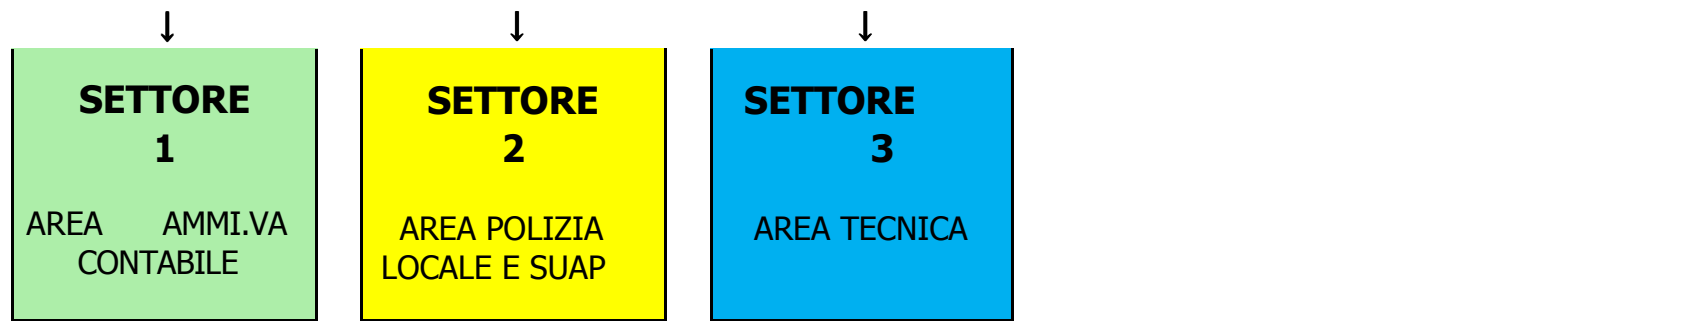 SETTORE
1
AREA AMMI.VA
CONTABILE
SETTORE
2
AREA POLIZIA
LOCALE E SUAP
SETTORE
3
AREA TECNICA